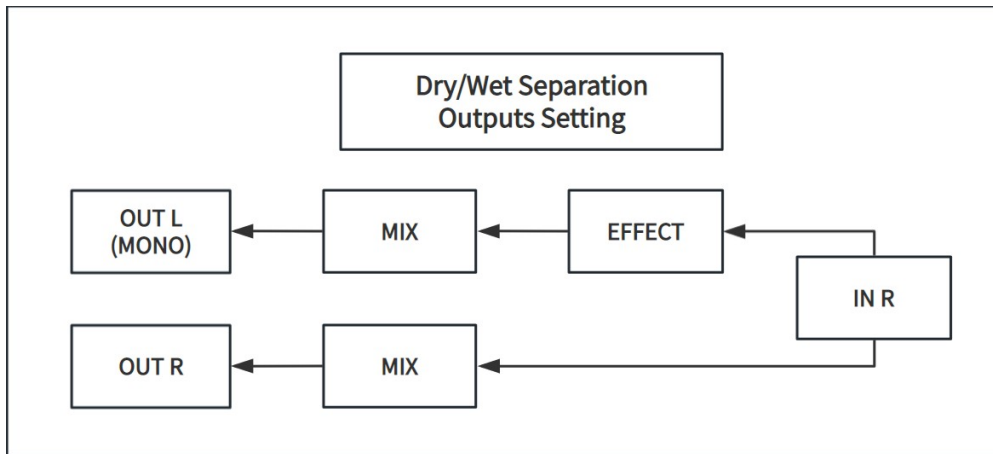 Dry/Wet Separation
Outputs Setting
OUT L
(MONO)
MIX
EFFECT
IN R
OUT R
MIX